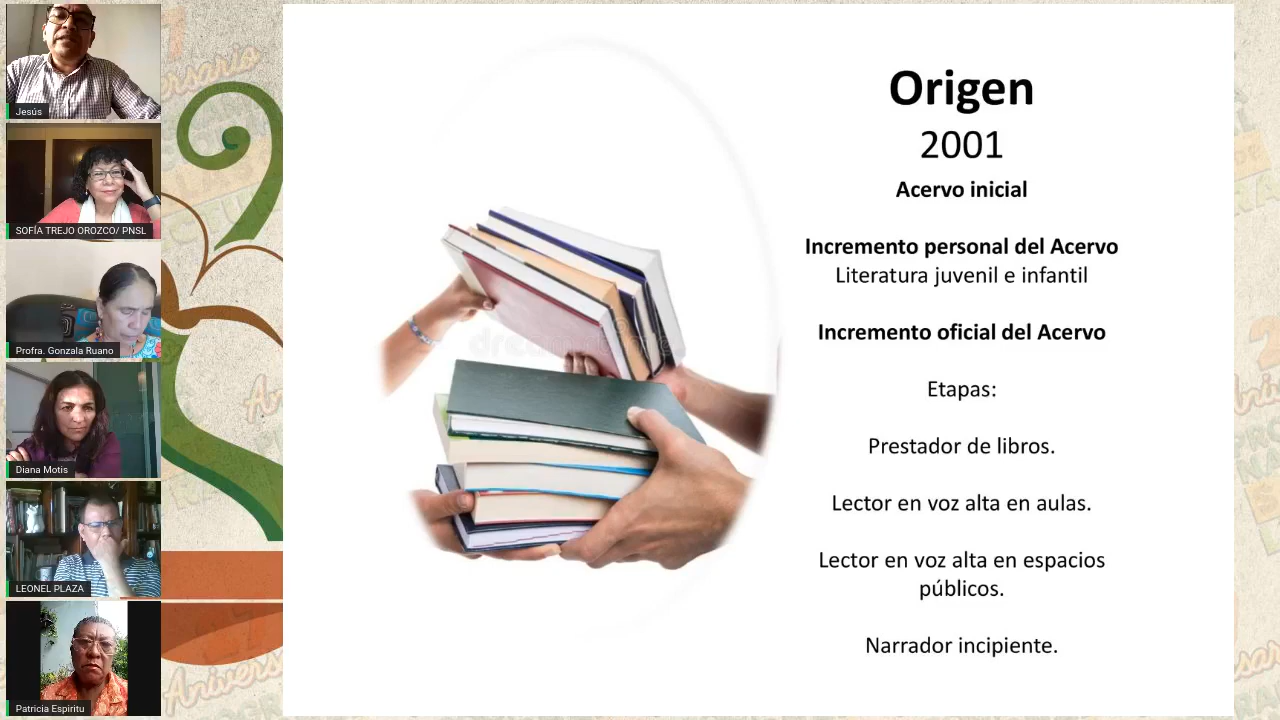 Jesús
SOFÍA TREJO OROZCO/ PNSL
Profra. Gonzala Ruano
Diana Motis
LEONEL PLAZA
Patricia Espíritu
Origen
2001
Acervo inicial
Incremento personal del Acervo
Literatura juvenil e infantil
Incremento oficial del Acervo
Etapas:
Prestador de libros.
Lector en voz alta en aulas.
Lector en voz alta en espacios
públicos.
Narrador incipiente.